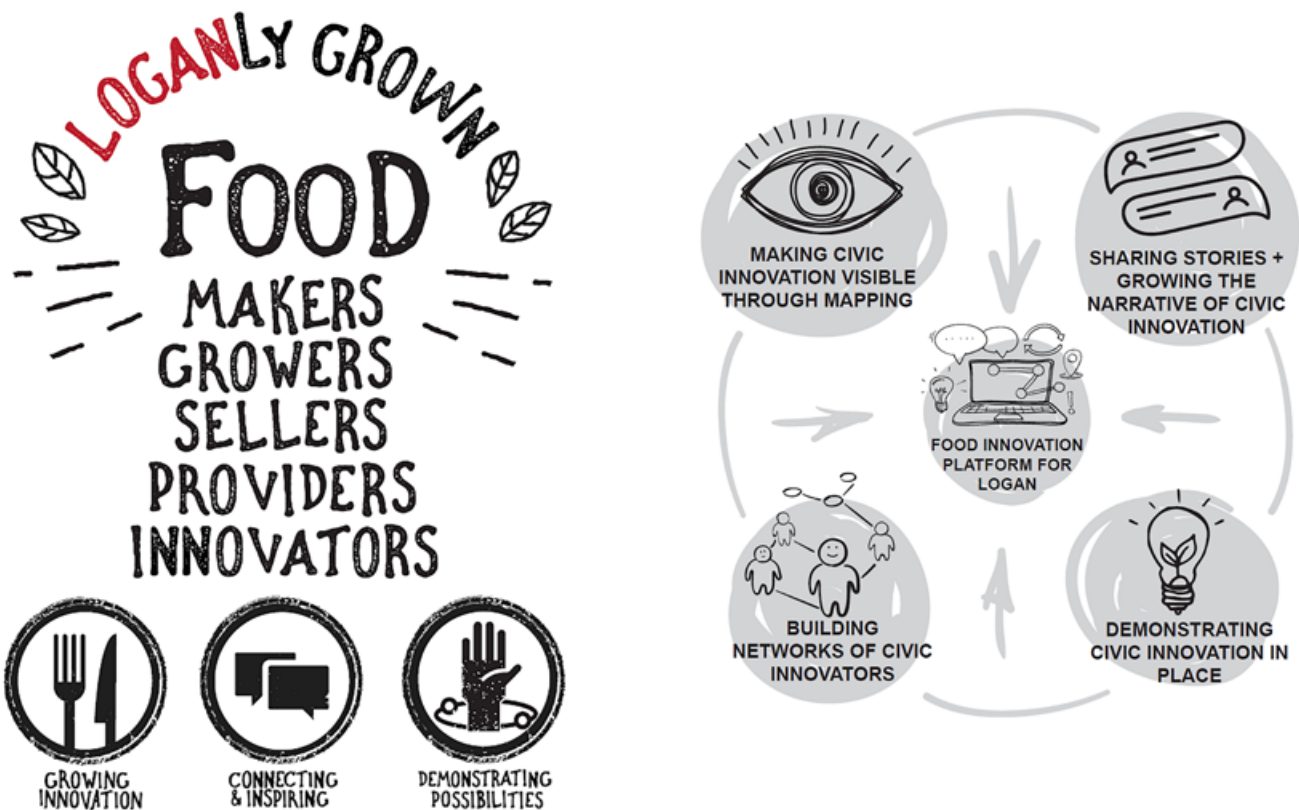 LOGANLY GROWN
FOOD
MAKERS
GROWERS
SELLERS
PROVIDERS
INNOVATORS
GROWING
INNOVATION
CONNECTING
& INSPIRING
DEMONSTRATING
POSSIBILITIES
MAKING CIVIC
INNOVATION VISIBLE
THROUGH MAPPING
SHARING STORIES +
GROWING THE
NARRATIVE OF CIVIC
INNOVATION
FOOD INNOVATION
PLATFORM FOR
LOGAN
BUILDING
NETWORKS OF CIVIC
INNOVATORS
DEMONSTRATING
CIVIC INNOVATION IN
PLACE